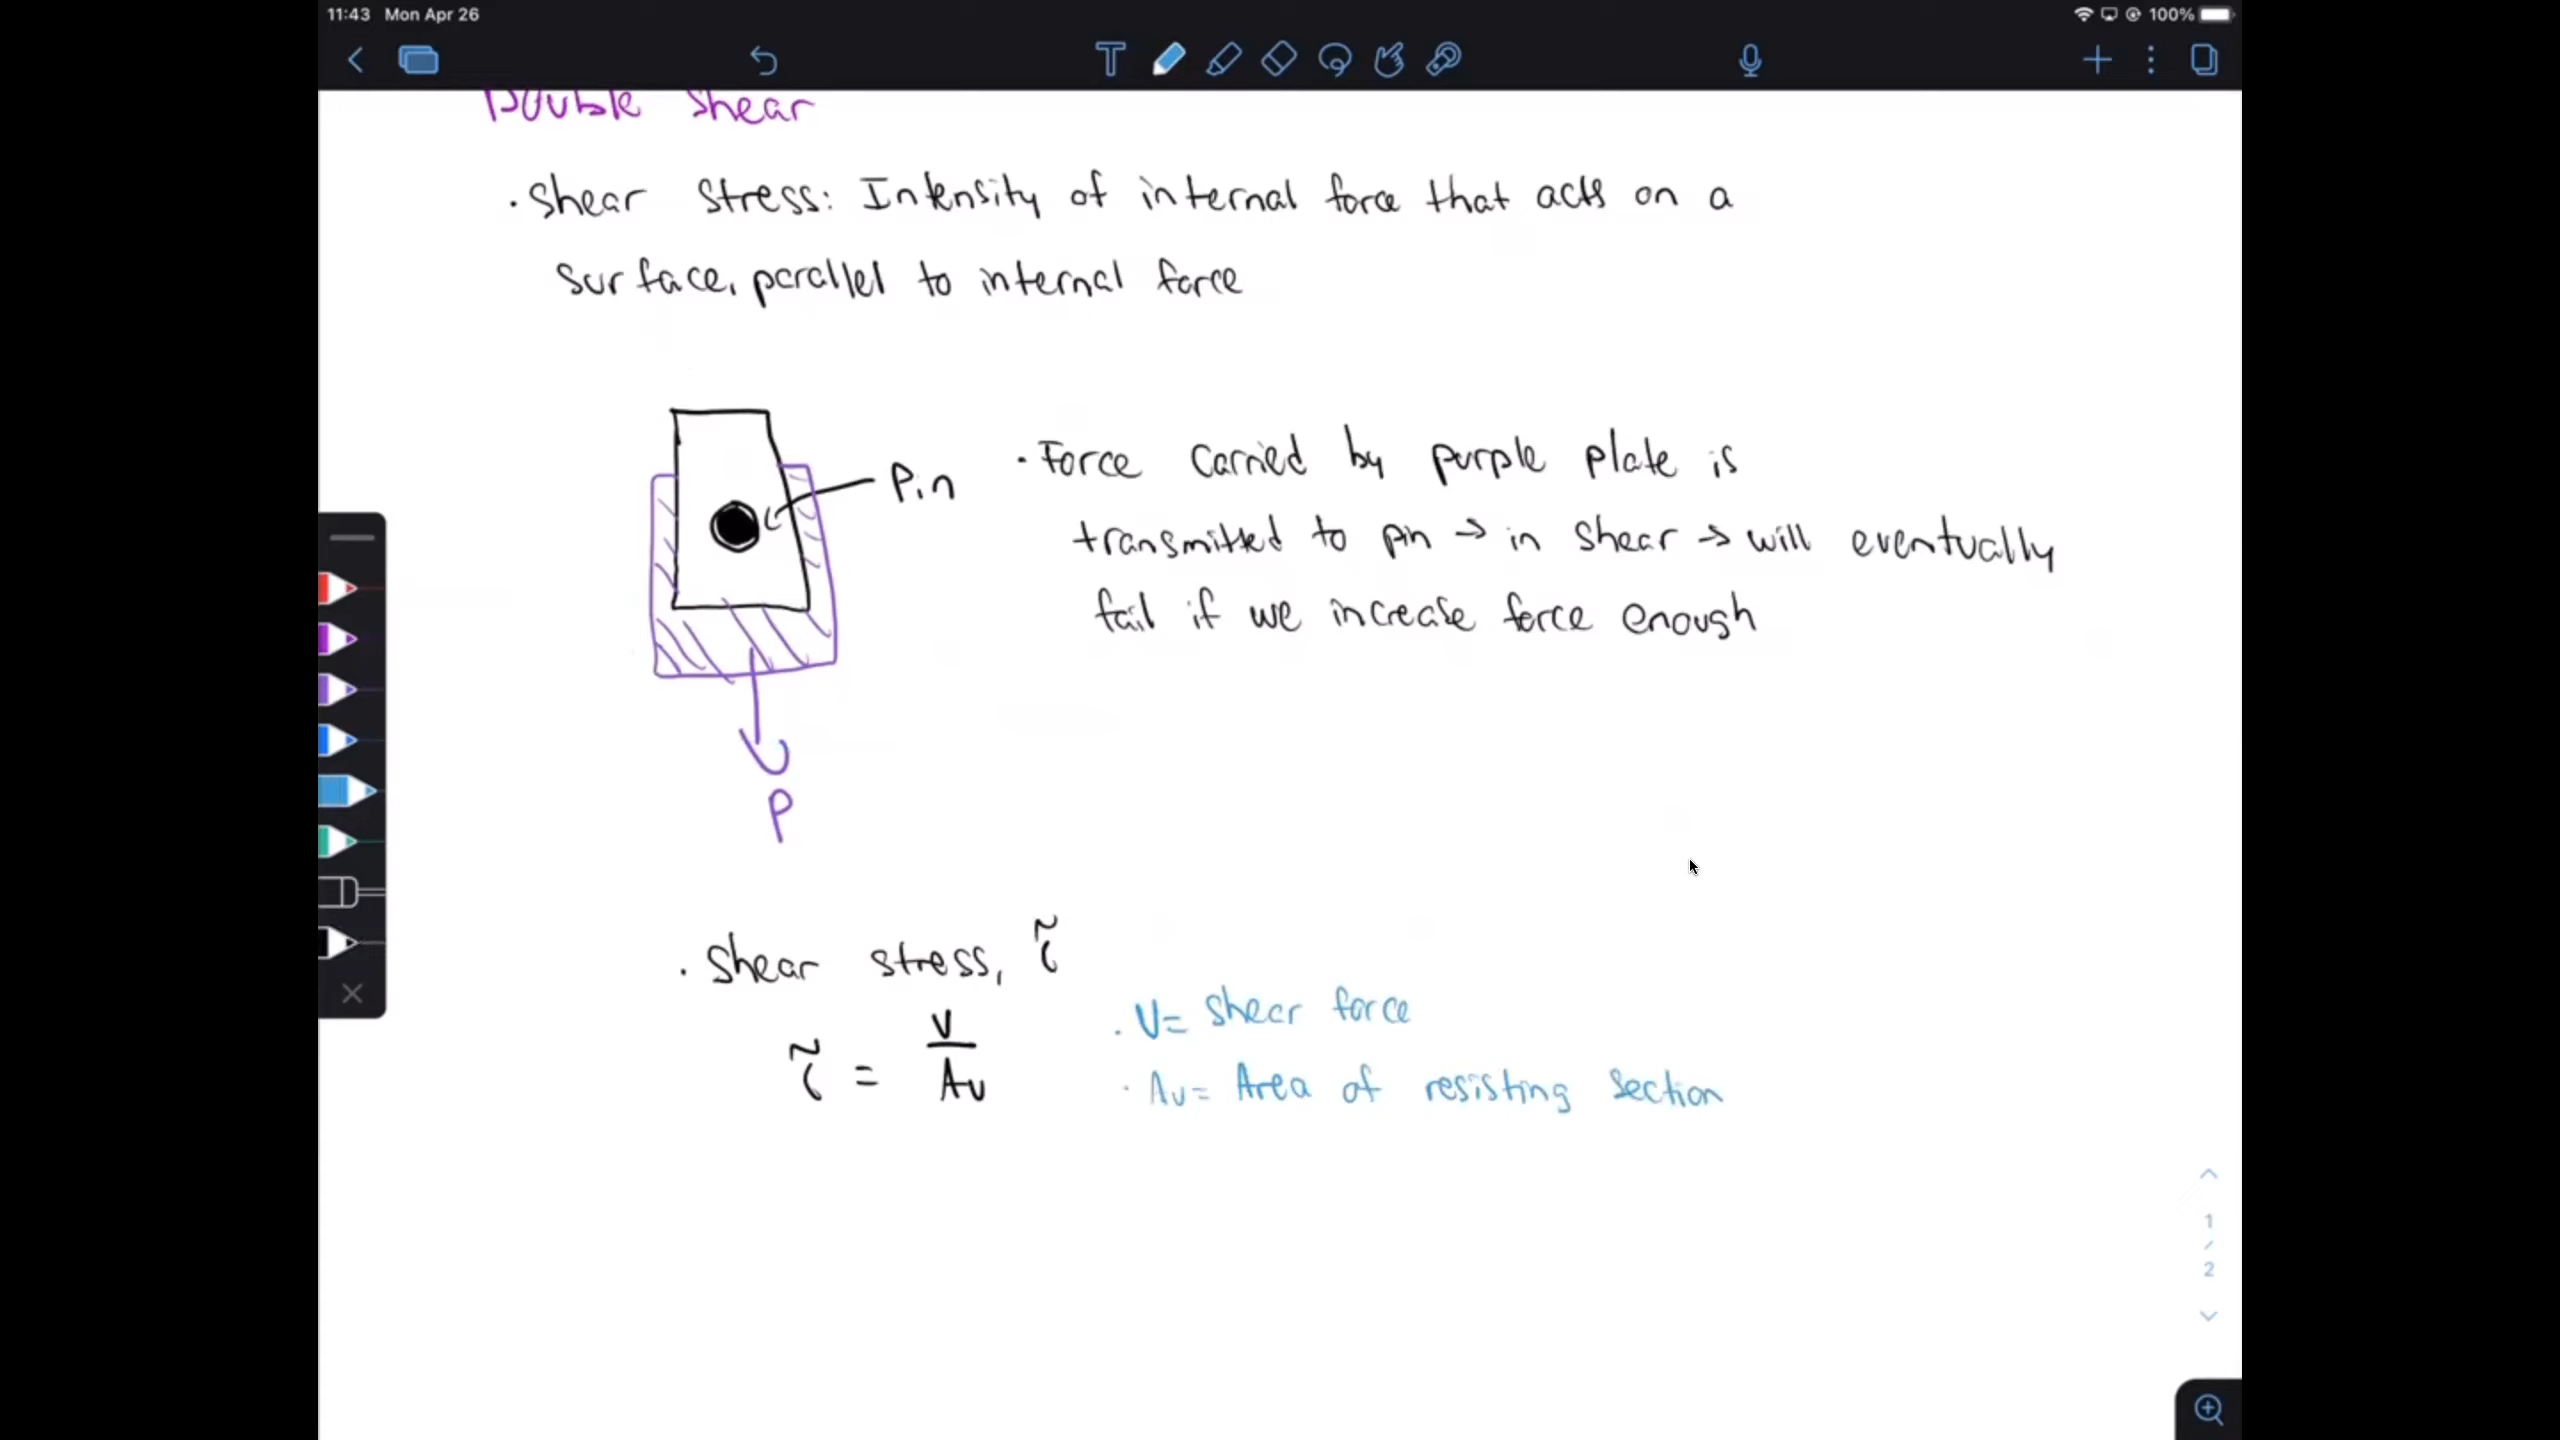 11:43 Mon Apr 26
100%
T
Double shear
· Shear stress: Intensity of internal force that acts on a
surface, parallel to internal force
Pin
· Force carried by purple plate is
transmitted to pin → in shear → will eventually
fail if we increase force enough
P
· Shear stress, τ
τ = V / Av
· V= shear force
· Av= Area of resisting section
1
/
2